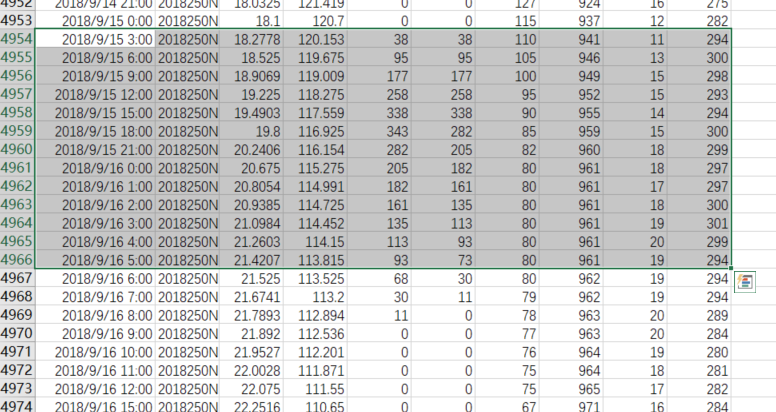 4952 2018/9/14 21:00 2018250N 18.0325 121.419 0 0 127 924 16 275
4953 2018/9/15 0:00 2018250N 18.1 120.7 0 0 115 937 12 282
4954 2018/9/15 3:00 2018250N 18.2778 120.153 38 38 110 941 11 294
4955 2018/9/15 6:00 2018250N 18.525 119.675 95 95 105 946 13 300
4956 2018/9/15 9:00 2018250N 18.9069 119.009 177 177 100 949 15 298
4957 2018/9/15 12:00 2018250N 19.225 118.275 258 258 95 952 15 293
4958 2018/9/15 15:00 2018250N 19.4903 117.559 338 338 90 955 14 294
4959 2018/9/15 18:00 2018250N 19.8 116.925 343 282 85 959 15 300
4960 2018/9/15 21:00 2018250N 20.2406 116.154 282 205 82 960 18 299
4961 2018/9/16 0:00 2018250N 20.675 115.275 205 182 80 961 18 297
4962 2018/9/16 1:00 2018250N 20.8054 114.991 182 161 80 961 17 297
4963 2018/9/16 2:00 2018250N 20.9385 114.725 161 135 80 961 18 300
4964 2018/9/16 3:00 2018250N 21.0984 114.452 135 113 80 961 19 301
4965 2018/9/16 4:00 2018250N 21.2603 114.15 113 93 80 961 20 299
4966 2018/9/16 5:00 2018250N 21.4207 113.815 93 73 80 961 19 294
4967 2018/9/16 6:00 2018250N 21.525 113.525 68 30 80 962 19 294
4968 2018/9/16 7:00 2018250N 21.6741 113.2 30 11 79 962 19 294
4969 2018/9/16 8:00 2018250N 21.7893 112.894 11 0 78 963 20 289
4970 2018/9/16 9:00 2018250N 21.892 112.536 0 0 77 963 20 284
4971 2018/9/16 10:00 2018250N 21.9527 112.201 0 0 76 964 19 280
4972 2018/9/16 11:00 2018250N 22.0028 111.871 0 0 75 964 18 281
4973 2018/9/16 12:00 2018250N 22.075 111.55 0 0 75 965 17 282
4974 2018/9/16 15:00 2018250N 22.2516 110.65 0 0 67 971 16 284